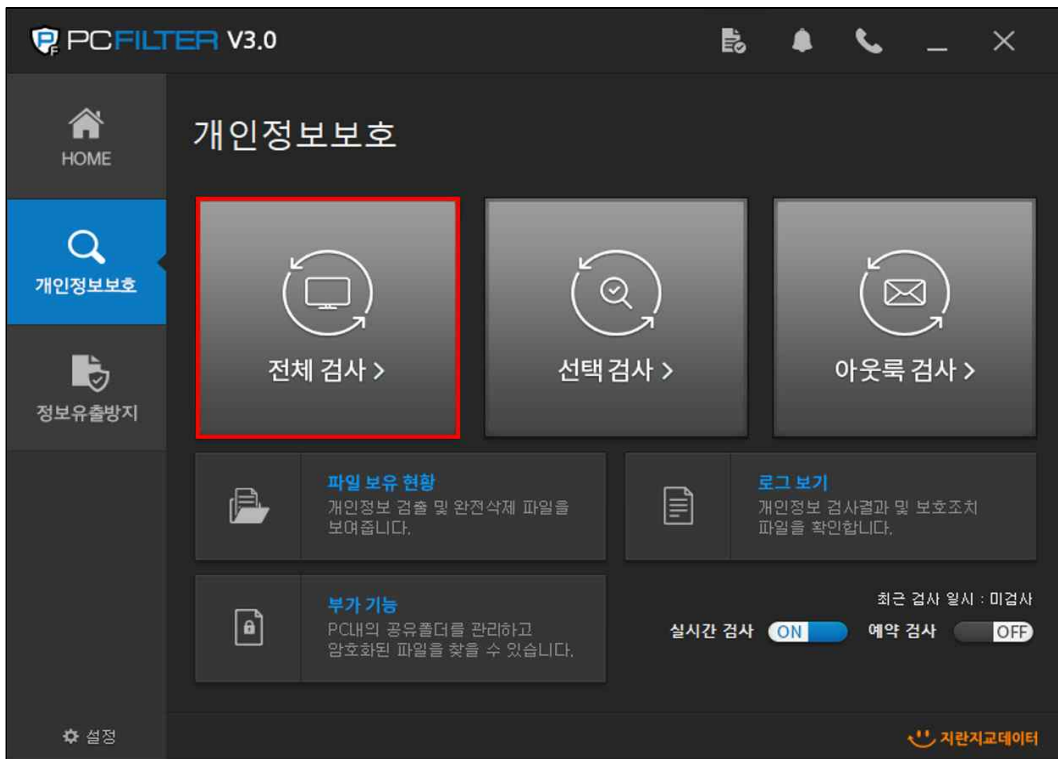 PCFILTER V3.0
HOME
개인정보보호
정보유출방지
설정
개인정보보호
전체 검사 >
선택 검사 >
아웃룩 검사 >
파일 보유 현황
개인정보 검출 및 완전삭제 파일을
보여줍니다.
로그 보기
개인정보 검사결과 및 보호조치
파일을 확인합니다.
부가 기능
PC내의 공유폴더를 관리하고
암호화된 파일을 찾을 수 있습니다.
최근 검사 일시 : 미검사
실시간 검사 ON 예약 검사 OFF
지란지교데이터